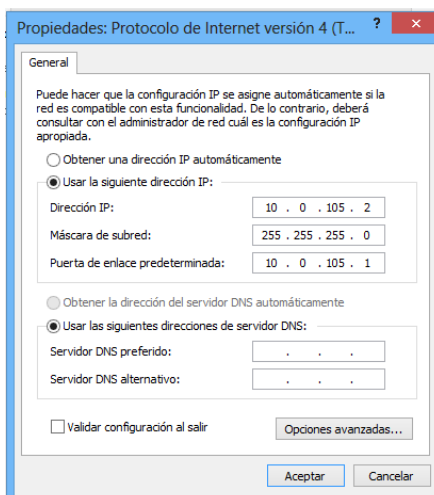 Propiedades: Protocolo de Internet versión 4 (T... ? ×
General
Puede hacer que la configuración IP se asigne automáticamente si la
red es compatible con esta funcionalidad. De lo contrario, deberá
consultar con el administrador de red cuál es la configuración IP
apropiada.
Obtener una dirección IP automáticamente
Usar la siguiente dirección IP:
Dirección IP: 10 . 0 . 105 . 2
Máscara de subred: 255 . 255 . 255 . 0
Puerta de enlace predeterminada: 10 . 0 . 105 . 1
Obtener la dirección del servidor DNS automáticamente
Usar las siguientes direcciones de servidor DNS:
Servidor DNS preferido: . . .
Servidor DNS alternativo: . . .
Validar configuración al salir Opciones avanzadas...
Aceptar Cancelar